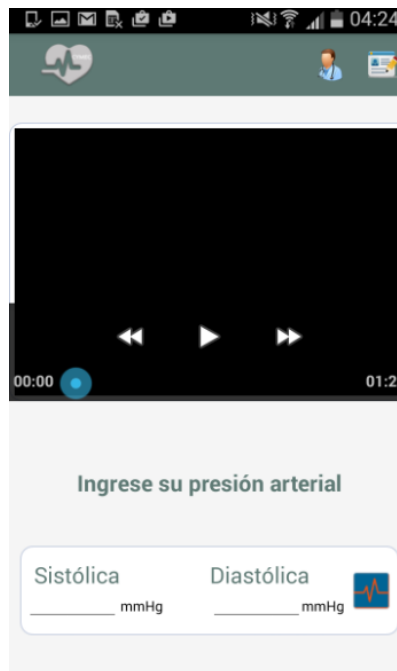 04:24
00:00 01:2
Ingrese su presión arterial
Sistólica Diastólica
mmHg mmHg